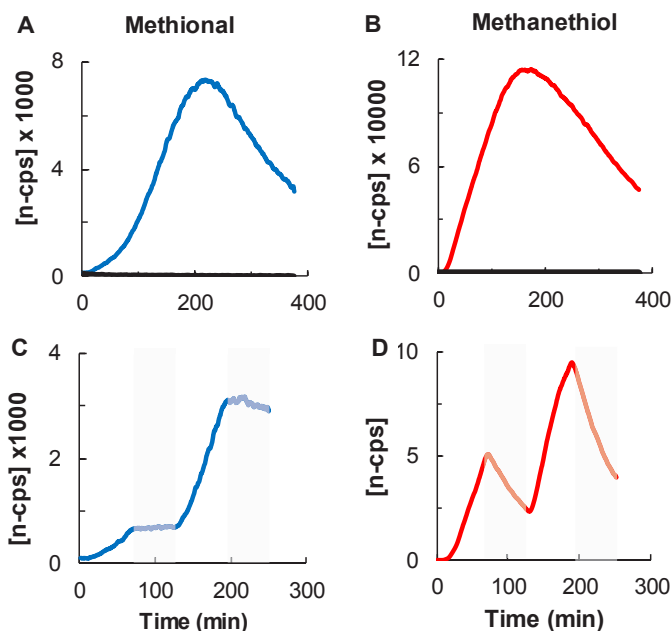 A
Methional
B
Methanethiol
[n-cps] x 1000
8
4
0
0
200
400
[n-cps] x 10000
12
6
0
0
200
400
C
[n-cps] x1000
4
2
0
0
100
200
300
Time (min)
D
[n-cps]
10
5
0
0
100
200
300
Time (min)